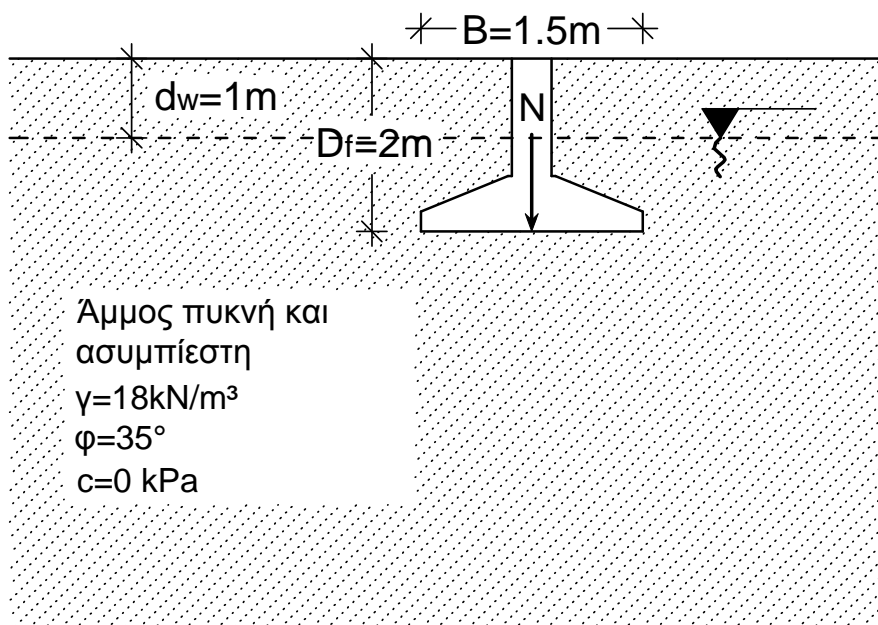 B=1.5m
dw=1m
N
Df=2m
Άμμος πυκνή και
ασυμπίεστη
γ=18kN/m³
φ=35°
c=0 kPa